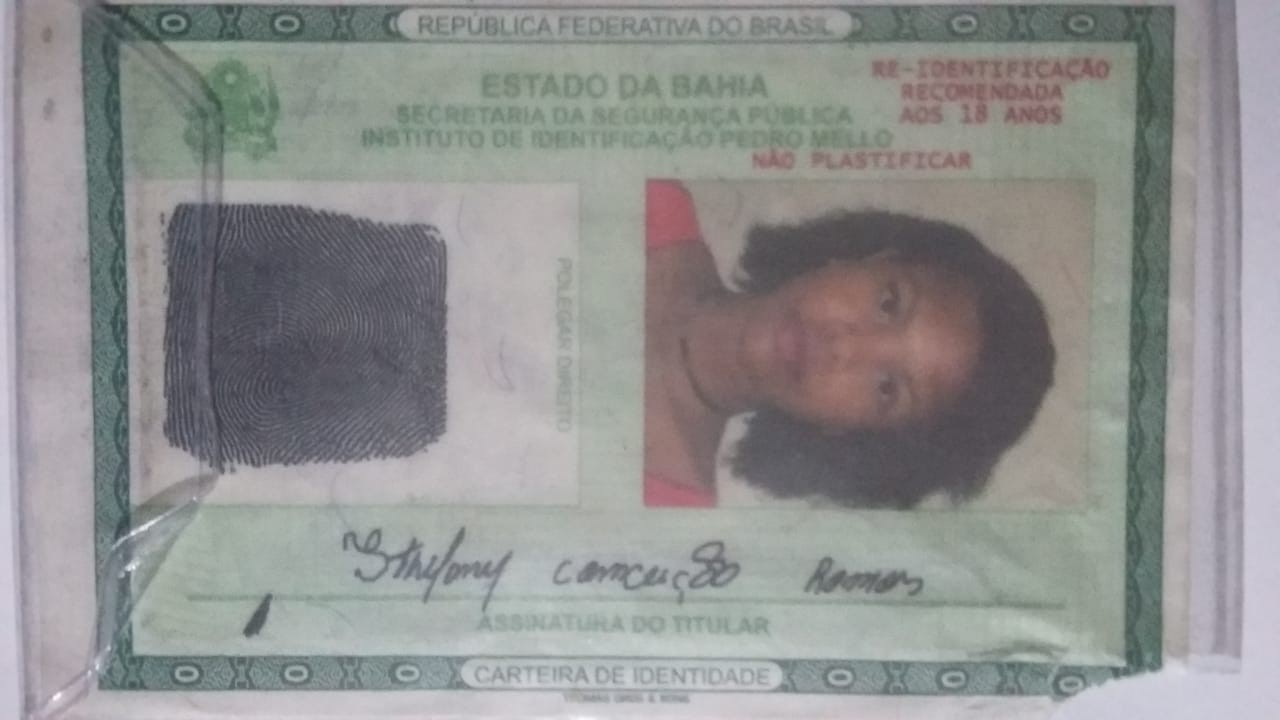 REPÚBLICA FEDERATIVA DO BRASIL
ESTADO DA BAHIA
SECRETARIA DA SEGURANÇA PÚBLICA
INSTITUTO DE IDENTIFICAÇÃO PEDRO MELLO
RE-IDENTIFICAÇÃO
RECOMENDADA
AOS 18 ANOS
NÃO PLASTIFICAR
POLEGAR DIREITO
Sthefany Conceição Ramos
ASSINATURA DO TITULAR
CARTEIRA DE IDENTIDADE